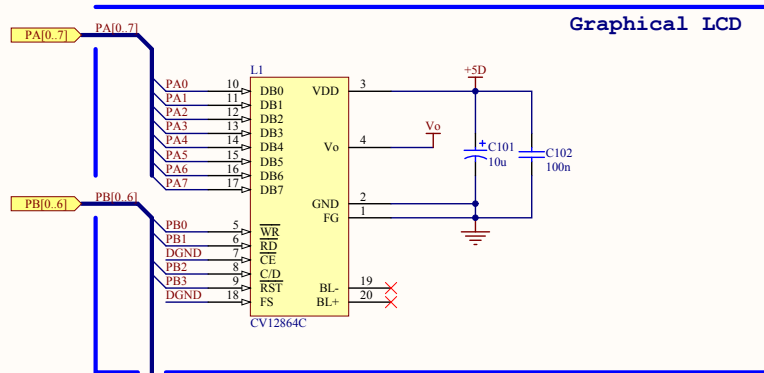 Graphical LCD
PA[0..7]
PA[0..7]
L1
+5D
PA0 10 DB0 VDD 3
PA1 11 DB1
PA2 12 DB2
PA3 13 DB3 Vo
PA4 14 DB4 Vo 4 + C101
PA5 15 DB5 10u C102
PA6 16 DB6 100n
PA7 17 DB7
PB[0..6]
PB[0..6]
GND 2
FG 1
PB0 5 WR
PB1 6 RD
DGND 7 CE
PB2 8 C/D
PB3 9 RST BL- 19
DGND 18 FS BL+ 20
CV12864C